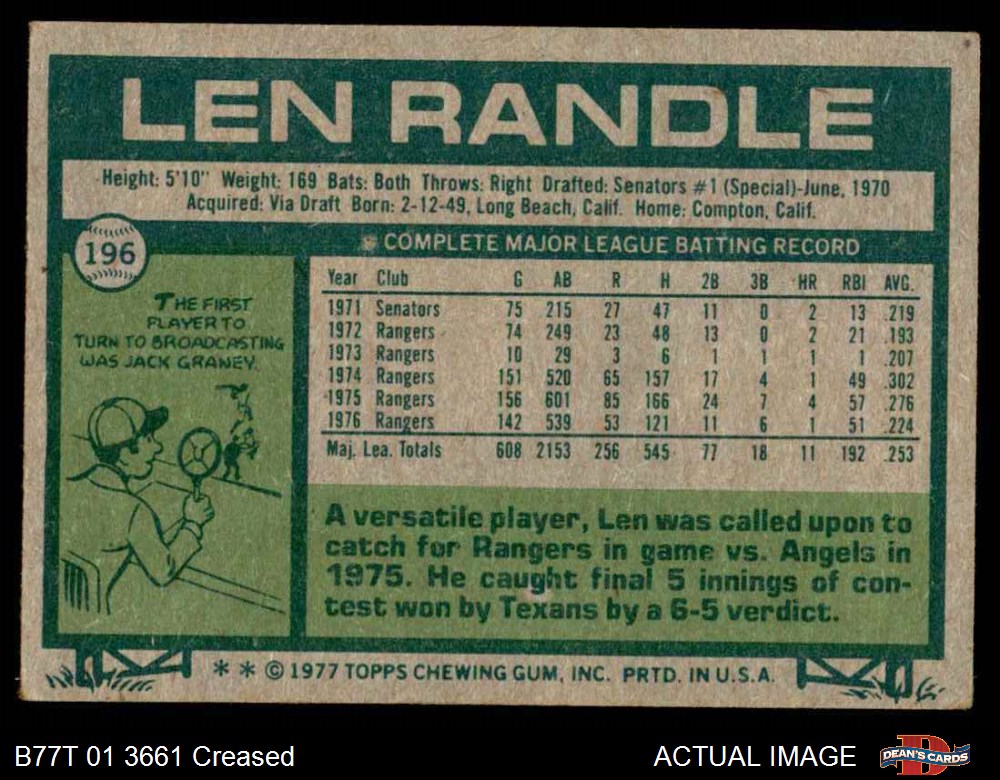 LEN RANDLE
Height: 5'10" Weight: 169 Bats: Both Throws: Right Drafted: Senators #1 (Special)-June, 1970
Acquired: Via Draft Born: 2-12-49, Long Beach, Calif. Home: Compton, Calif.
196
COMPLETE MAJOR LEAGUE BATTING RECORD
THE FIRST
PLAYER TO
TURN TO BROADCASTING
WAS JACK GRANEY.
Year Club G AB R H 2B 3B HR RBI AVG.
1971 Senators 75 215 27 47 11 0 2 13 .219
1972 Rangers 74 249 23 48 13 0 2 21 .193
1973 Rangers 10 29 3 6 1 1 1 1 .207
1974 Rangers 151 520 65 157 17 4 1 49 .302
1975 Rangers 156 601 85 166 24 7 4 57 .276
1976 Rangers 142 539 53 121 11 6 1 51 .224
Maj. Lea. Totals 608 2153 256 545 77 18 11 192 .253
A versatile player, Len was called upon to
catch for Rangers in game vs. Angels in
1975. He caught final 5 innings of con-
test won by Texans by a 6-5 verdict.
* * © 1977 TOPPS CHEWING GUM, INC. PRTD. IN U.S.A.
B77T 01 3661 Creased
ACTUAL IMAGE
D
DEAN'S CARDS